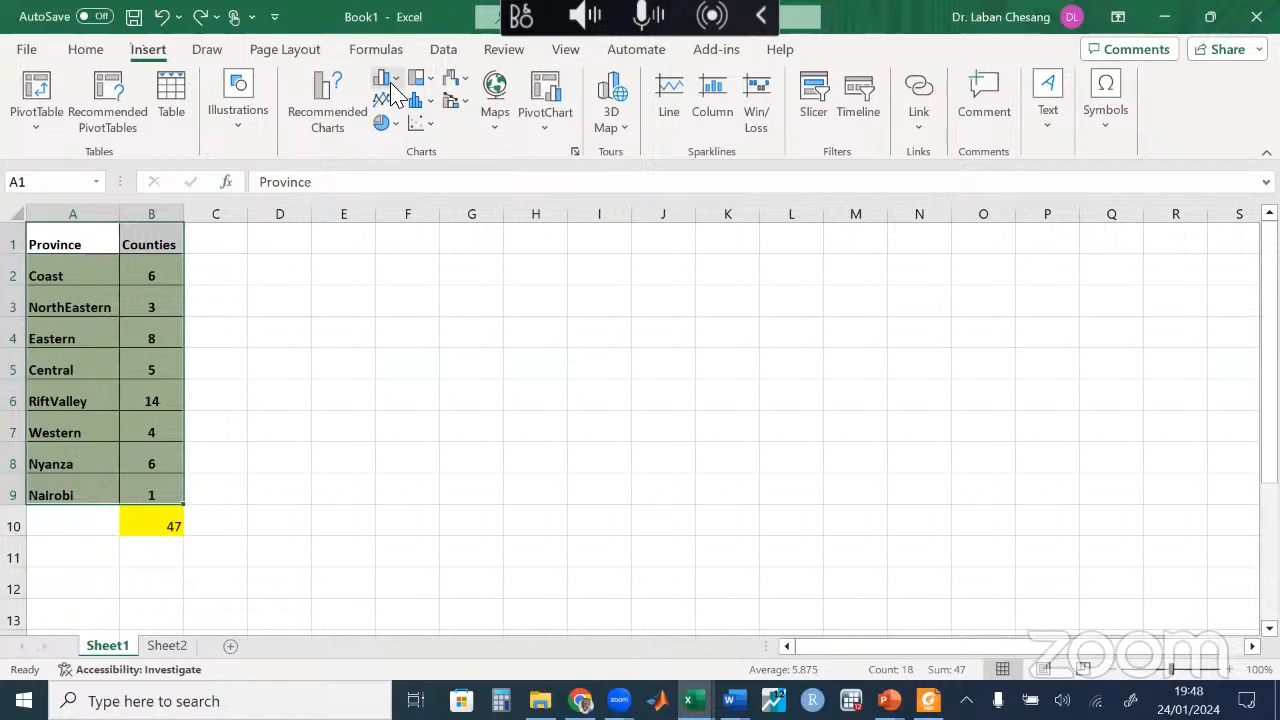 AutoSave Off Book1 - Excel BO Dr. Laban Chesang DL
File Home Insert Draw Page Layout Formulas Data Review View Automate Add-ins Help Comments Share
PivotTable Recommended PivotTables Table Illustrations Recommended Charts Maps PivotChart 3D Map Line Column Win/Loss Slicer Timeline Link Comment Text Symbols
Tables Charts Tours Sparklines Filters Links Comments
A1 fx Province
A B C D E F G H I J K L M N O P Q R S
1 Province Counties
2 Coast 6
3 NorthEastern 3
4 Eastern 8
5 Central 5
6 RiftValley 14
7 Western 4
8 Nyanza 6
9 Nairobi 1
10 47
11
12
13
Sheet1 Sheet2
zoom
Ready Accessibility: Investigate Average: 5.875 Count: 18 Sum: 47 100%
Type here to search zoom 19:48
24/01/2024